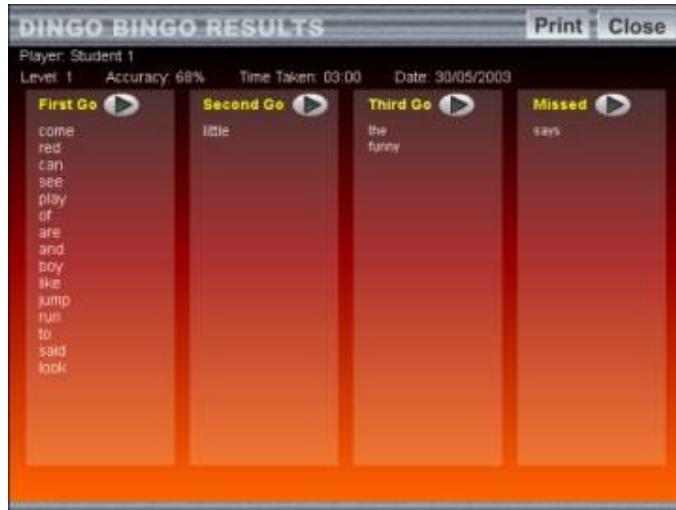 DINGO BINGO RESULTS Print Close
Player: Student 1
Level: 1 Accuracy: 68% Time Taken: 03:00 Date: 30/05/2003
First Go Second Go Third Go Missed
come little the says
red funny
can
see
play
of
are
and
boy
like
jump
run
to
said
look